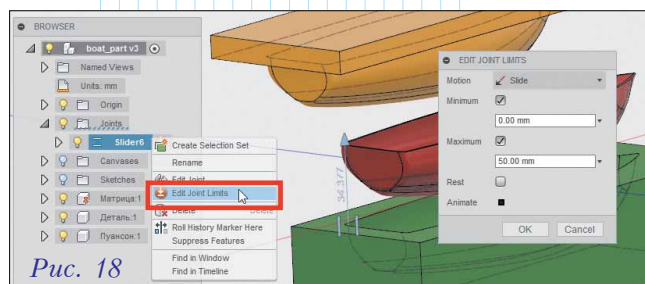 BROWSER
boat_part v3
Named Views
Units: mm
Origin
Joints
Slider6
Canvases
Sketches
Матрица:1
Деталь:1
Пуансон:1
Create Selection Set
Rename
Edit Joint
Edit Joint Limits
Delete Delete
Roll History Marker Here
Suppress Features
Find in Window
Find in Timeline
34.377
EDIT JOINT LIMITS
Motion Slide
Minimum
0.00 mm
Maximum
50.00 mm
Rest
Animate
OK Cancel
Рис. 18